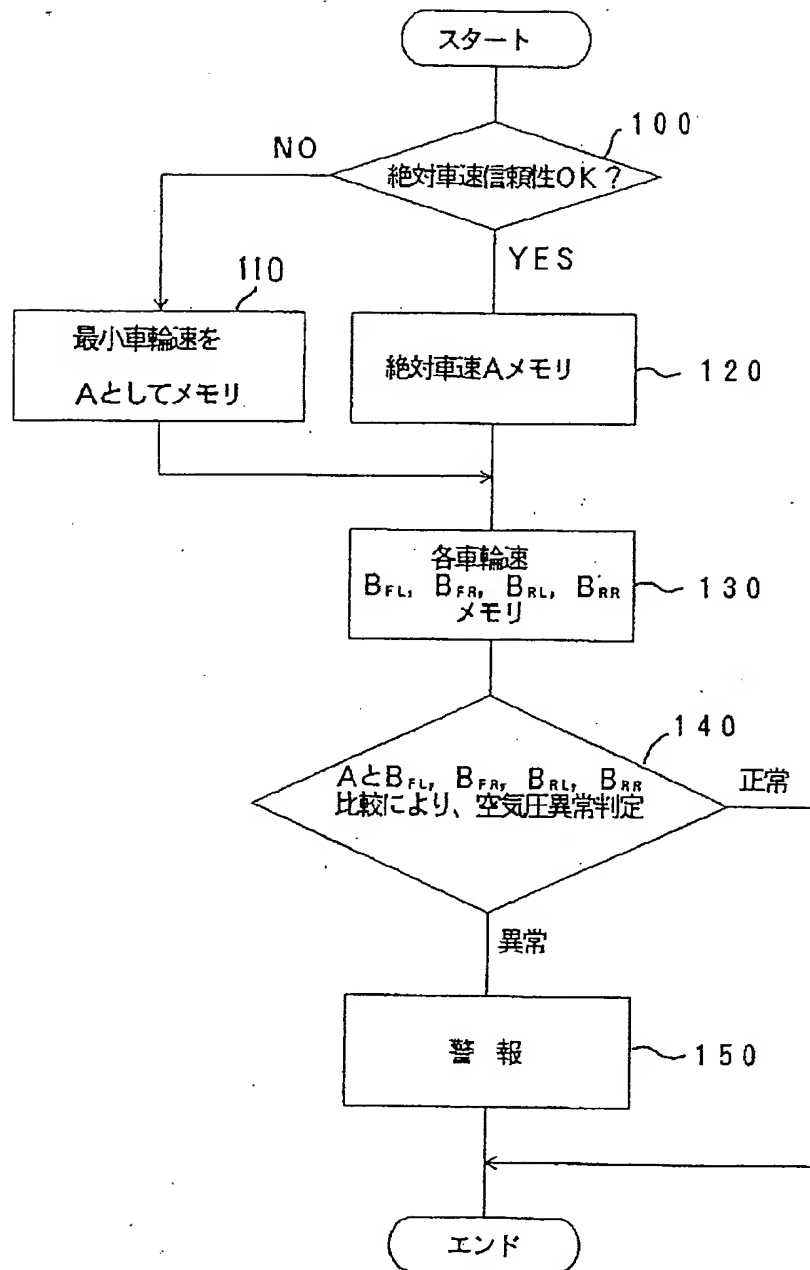 スタート
100
絶対車速信頼性OK?
NO
YES
110
最小車輪速を
Aとしてメモリ
絶対車速Aメモリ
120
各車輪速
BFL, BFR, BRL, BRR
メモリ
130
140
AとBFL, BFR, BRL, BRR
比較により、空気圧異常判定
正常
異常
警 報
150
エンド